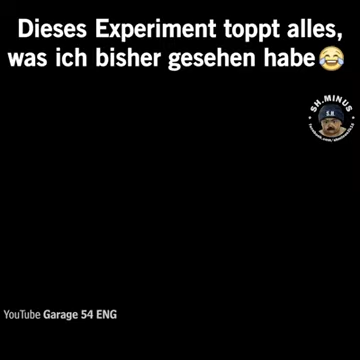 Dieses Experiment toppt alles,
was ich bisher gesehen habe😂
SH.MINUS
S.H.
YouTube Garage 54 ENG